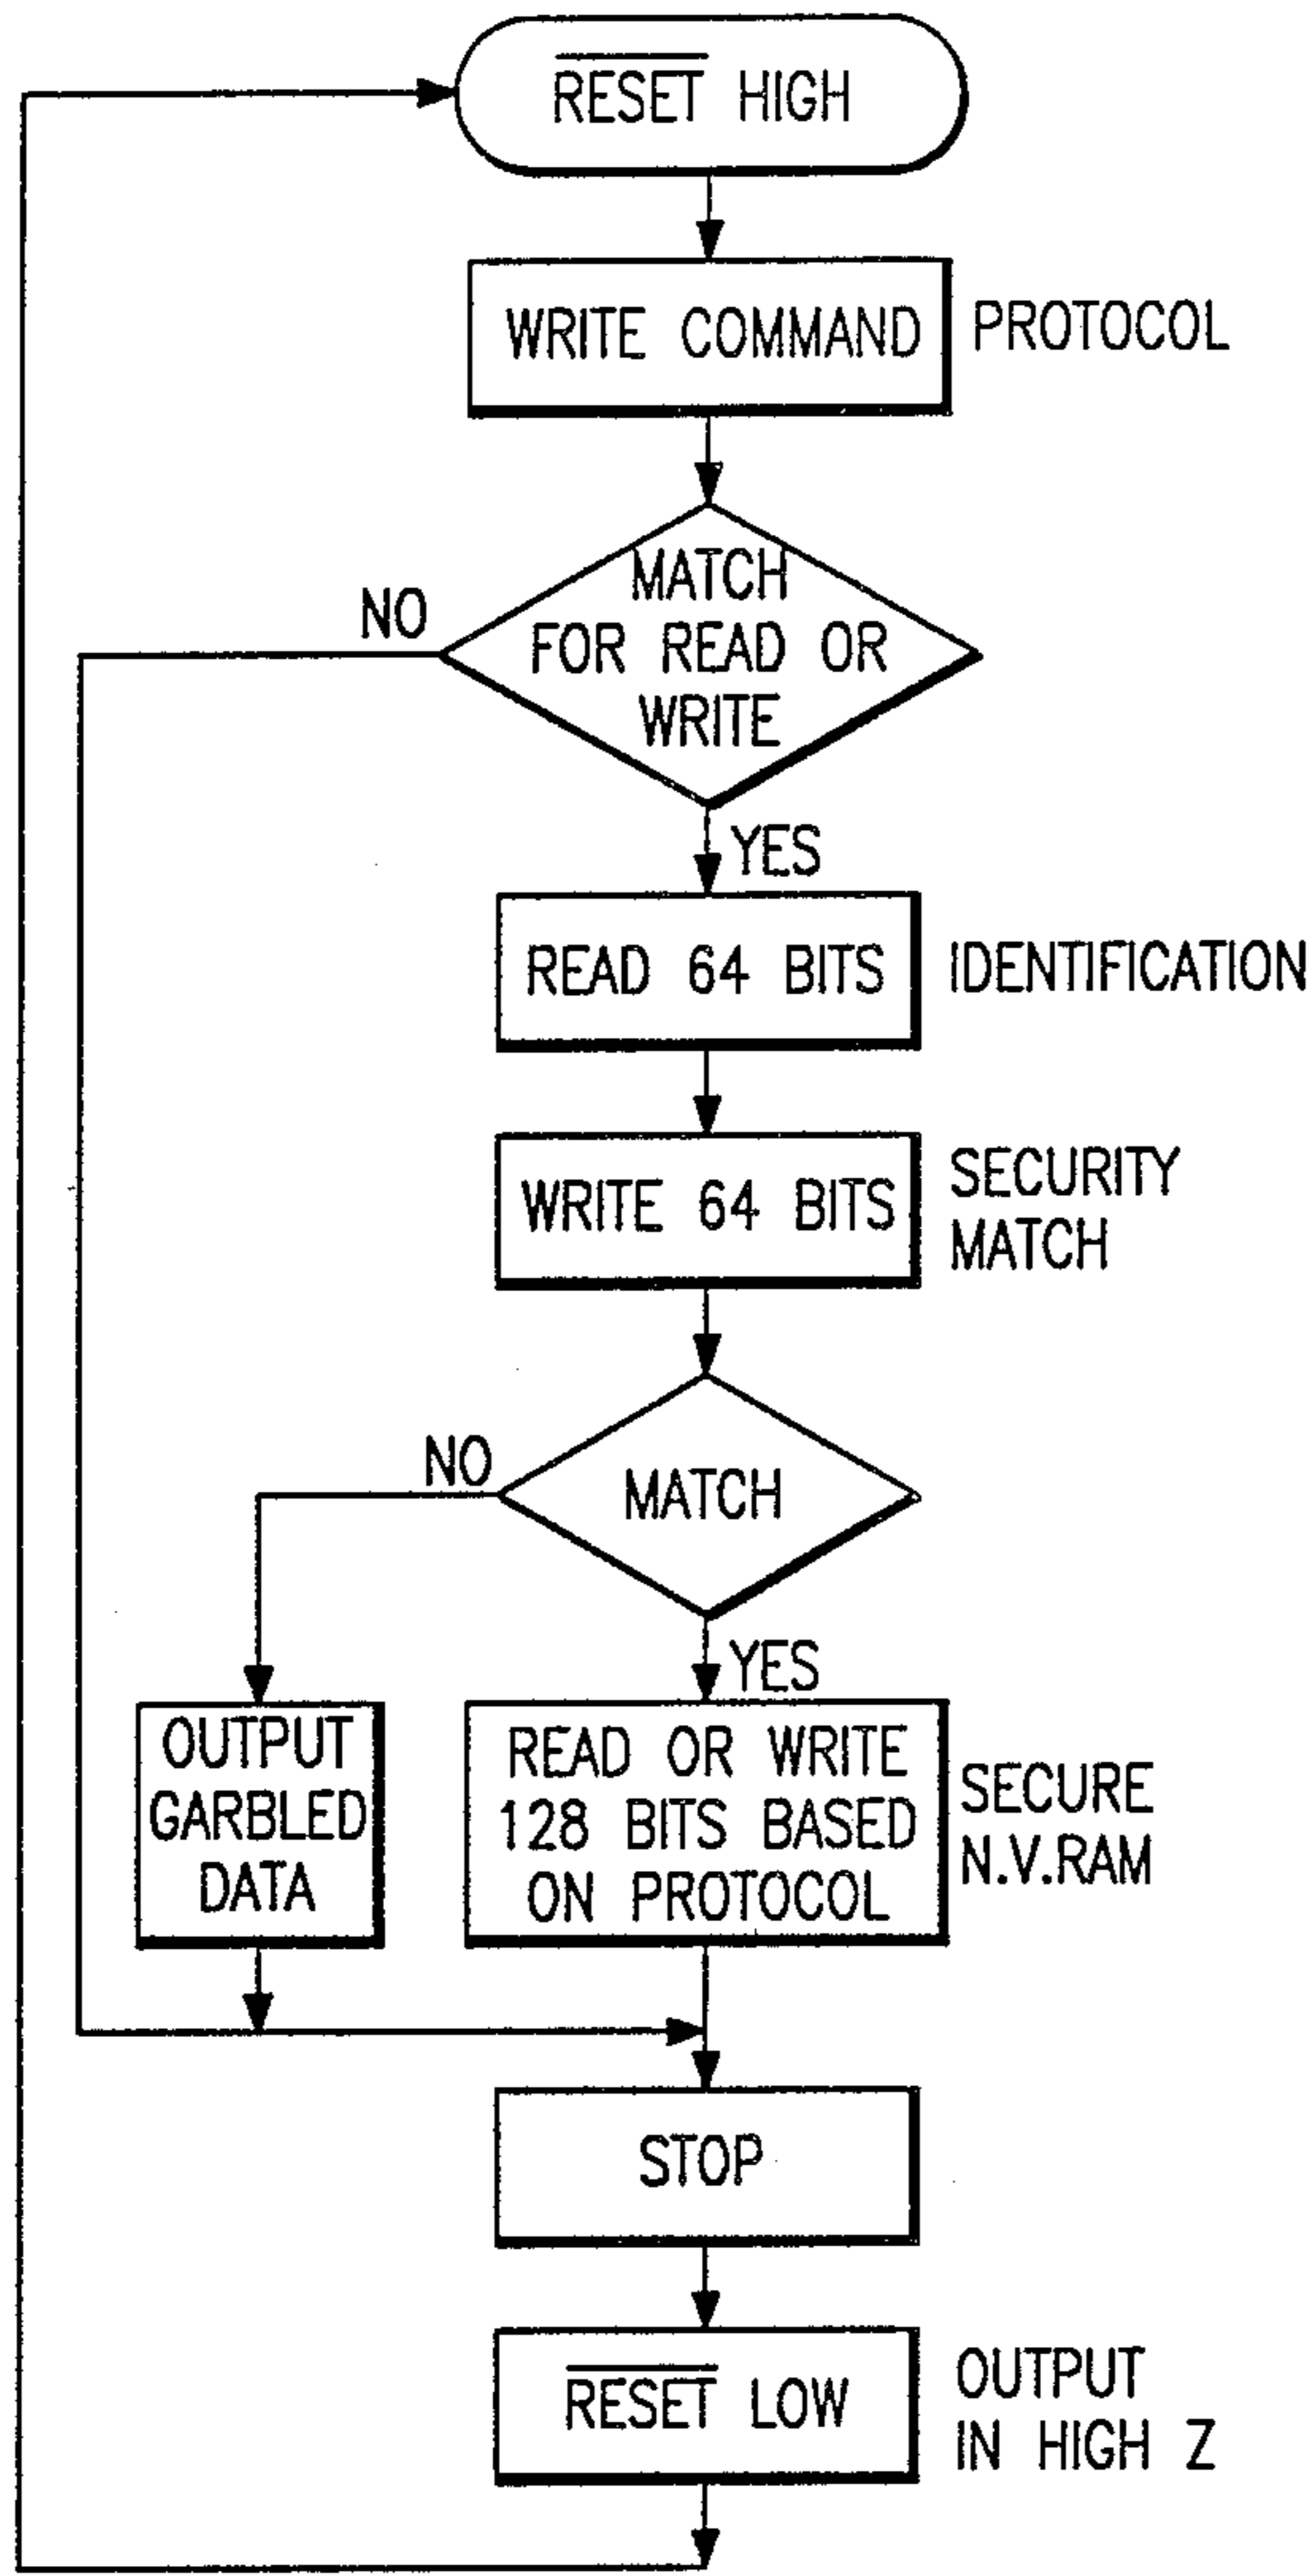 RESET HIGH
WRITE COMMAND
PROTOCOL
MATCH
FOR READ OR
WRITE
NO
YES
READ 64 BITS
IDENTIFICATION
WRITE 64 BITS
SECURITY
MATCH
MATCH
NO
YES
OUTPUT
GARBLED
DATA
READ OR WRITE
128 BITS BASED
ON PROTOCOL
SECURE
N.V.RAM
STOP
RESET LOW
OUTPUT
IN HIGH Z